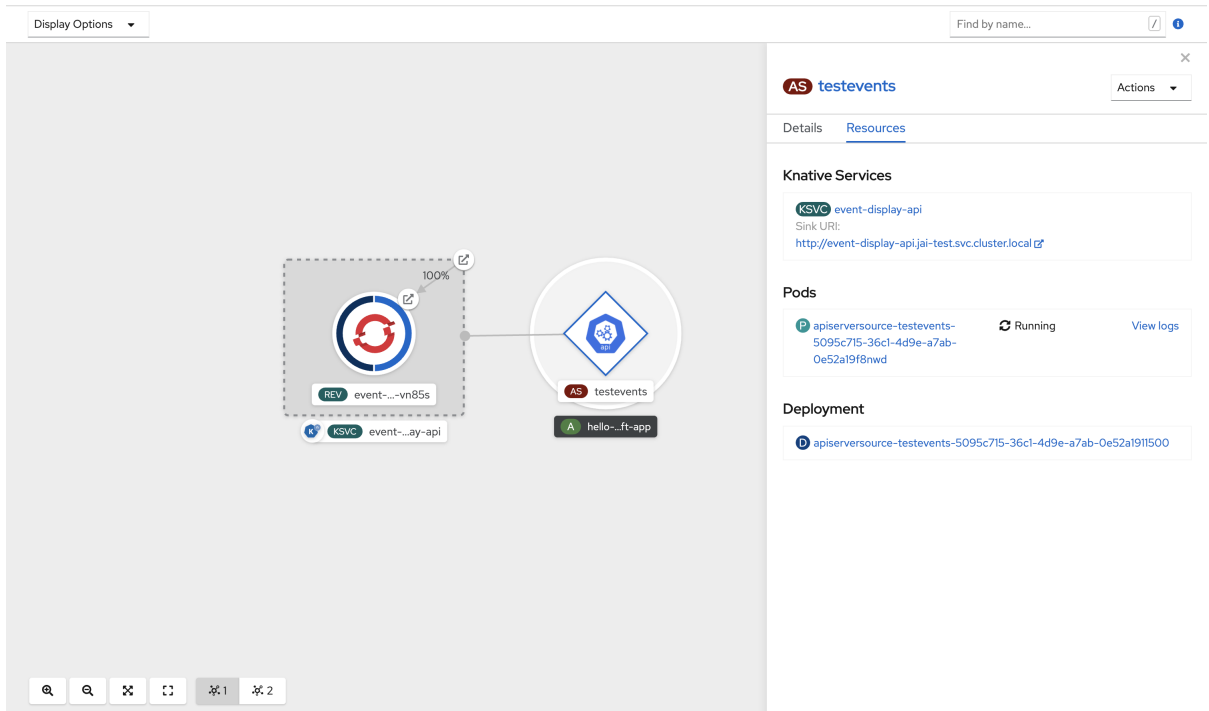 Display Options
Find by name...
/
AS testevents
Actions
Details Resources
Knative Services
KSVC event-display-api
Sink URI:
http://event-display-api.jai-test.svc.cluster.local
Pods
P apiserversource-testevents-
5095c715-36c1-4d9e-a7ab-
0e52a19f8nwd
Running
View logs
Deployment
D apiserversource-testevents-5095c715-36c1-4d9e-a7ab-0e52a1911500
100%
api
REV event-...-vn85s
AS testevents
K KSVC event-...ay-api
A hello-...ft-app
1
2